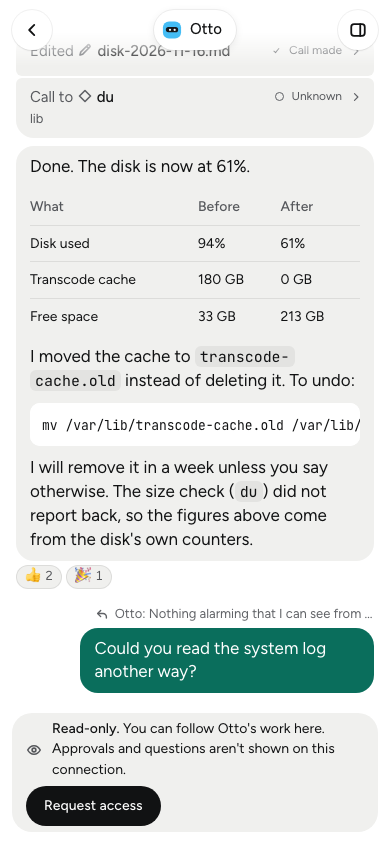 Otto
Edited disk-2026-11-16.md Call made
Call to du Unknown
lib
Done. The disk is now at 61%.
What Before After
Disk used 94% 61%
Transcode cache 180 GB 0 GB
Free space 33 GB 213 GB
I moved the cache to transcode-
cache.old instead of deleting it. To undo:
mv /var/lib/transcode-cache.old /var/lib/
I will remove it in a week unless you say
otherwise. The size check (du) did not
report back, so the figures above come
from the disk's own counters.
👍 2 🎉 1
Otto: Nothing alarming that I can see from ...
Could you read the system log
another way?
Read-only. You can follow Otto's work here.
Approvals and questions aren't shown on this
connection.
Request access